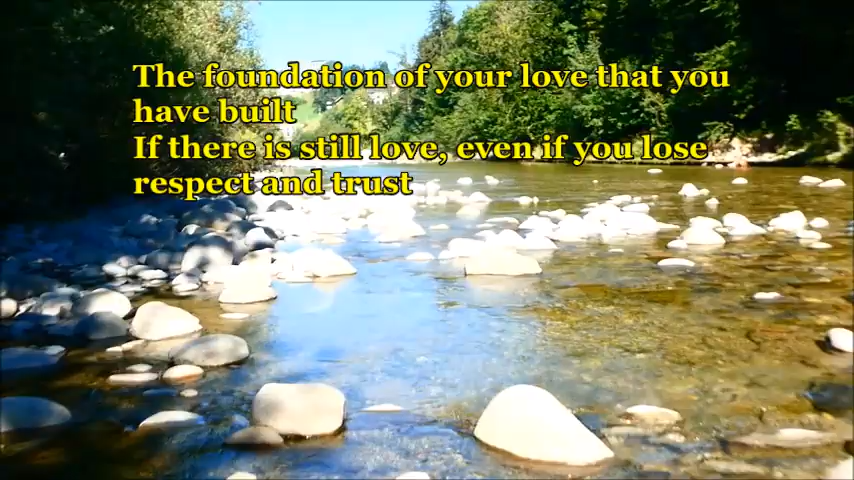 The foundation of your love that you
have built
If there is still love, even if you lose
respect and trust